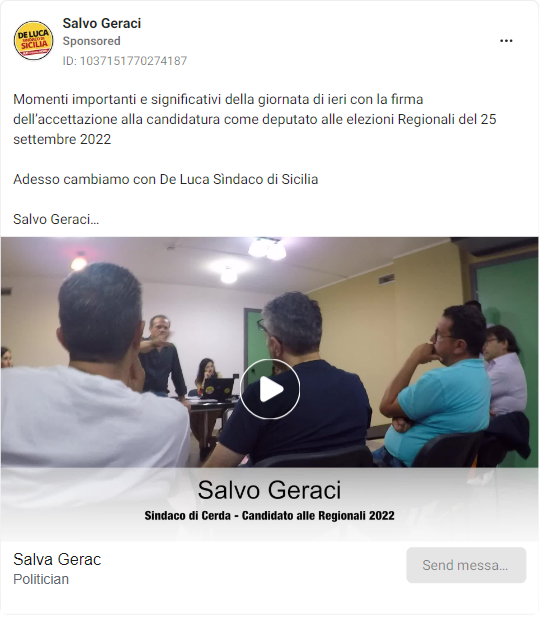 Salvo Geraci
Sponsored
ID: 1037151770274187
DE LUCA
SINDACO DI
SICILIA
Momenti importanti e significativi della giornata di ieri con la firma
dell’accettazione alla candidatura come deputato alle elezioni Regionali del 25
settembre 2022
Adesso cambiamo con De Luca Sìndaco di Sicilia
Salvo Geraci...
Salvo Geraci
Sindaco di Cerda - Candidato alle Regionali 2022
Salva Gerac
Politician
Send messa...